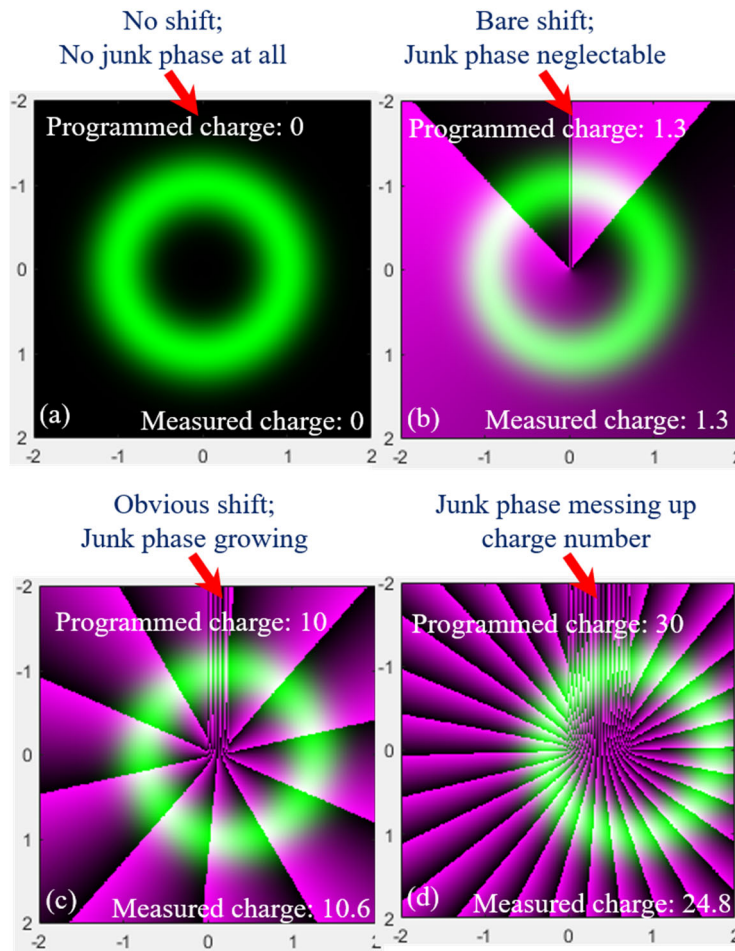 No shift;
No junk phase at all
Bare shift;
Junk phase neglectable
-2
Programmed charge: 0
-1
0
1
(a)
Measured charge: 0
2
-2 -1 0 1 2
-2
Programmed charge: 1.3
-1
0
1
(b)
Measured charge: 1.3
2
-2 -1 0 1 2
Obvious shift;
Junk phase growing
Junk phase messing up
charge number
-2
Programmed charge: 10
-1
0
1
(c)
Measured charge: 10.6
2
-2 -1 0 1 2
-2
Programmed charge: 30
-1
0
1
(d)
Measured charge: 24.8
2
-2 -1 0 1 2